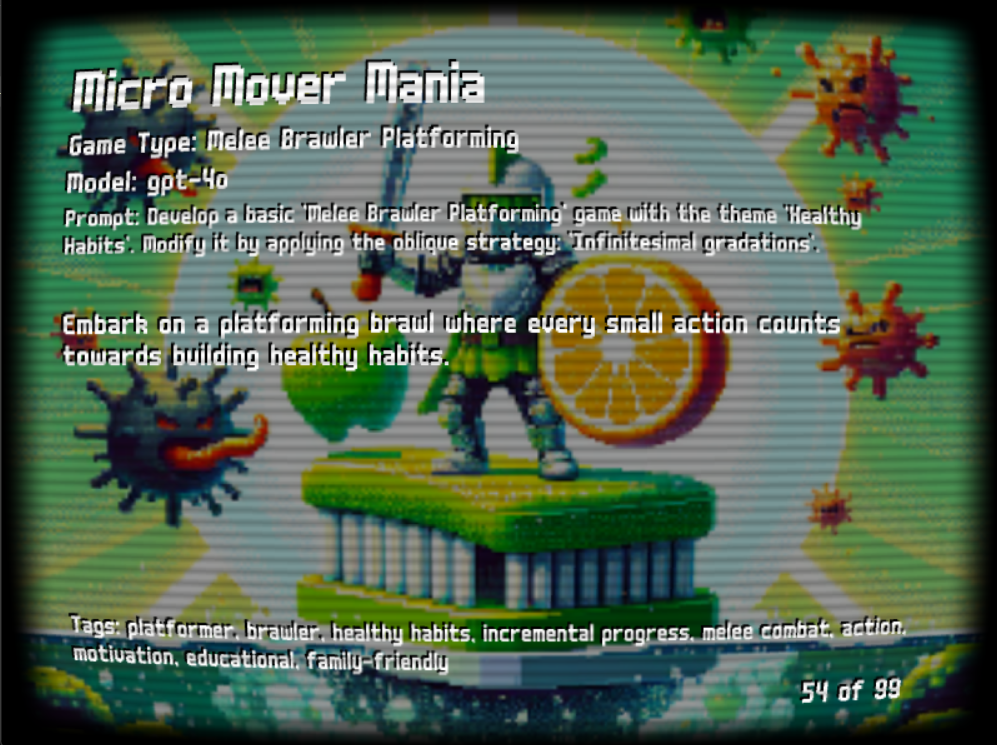 Micro Mover Mania
Game Type: Melee Brawler Platforming
Model: gpt-4o
Prompt: Develop a basic 'Melee Brawler Platforming' game with the theme 'Healthy
Habits'. Modify it by applying the oblique strategy: 'Infinitesimal gradations'.
Embark on a platforming brawl where every small action counts
towards building healthy habits.
Tags: platformer, brawler, healthy habits, incremental progress, melee combat, action,
motivation, educational, family-friendly
54 of 99